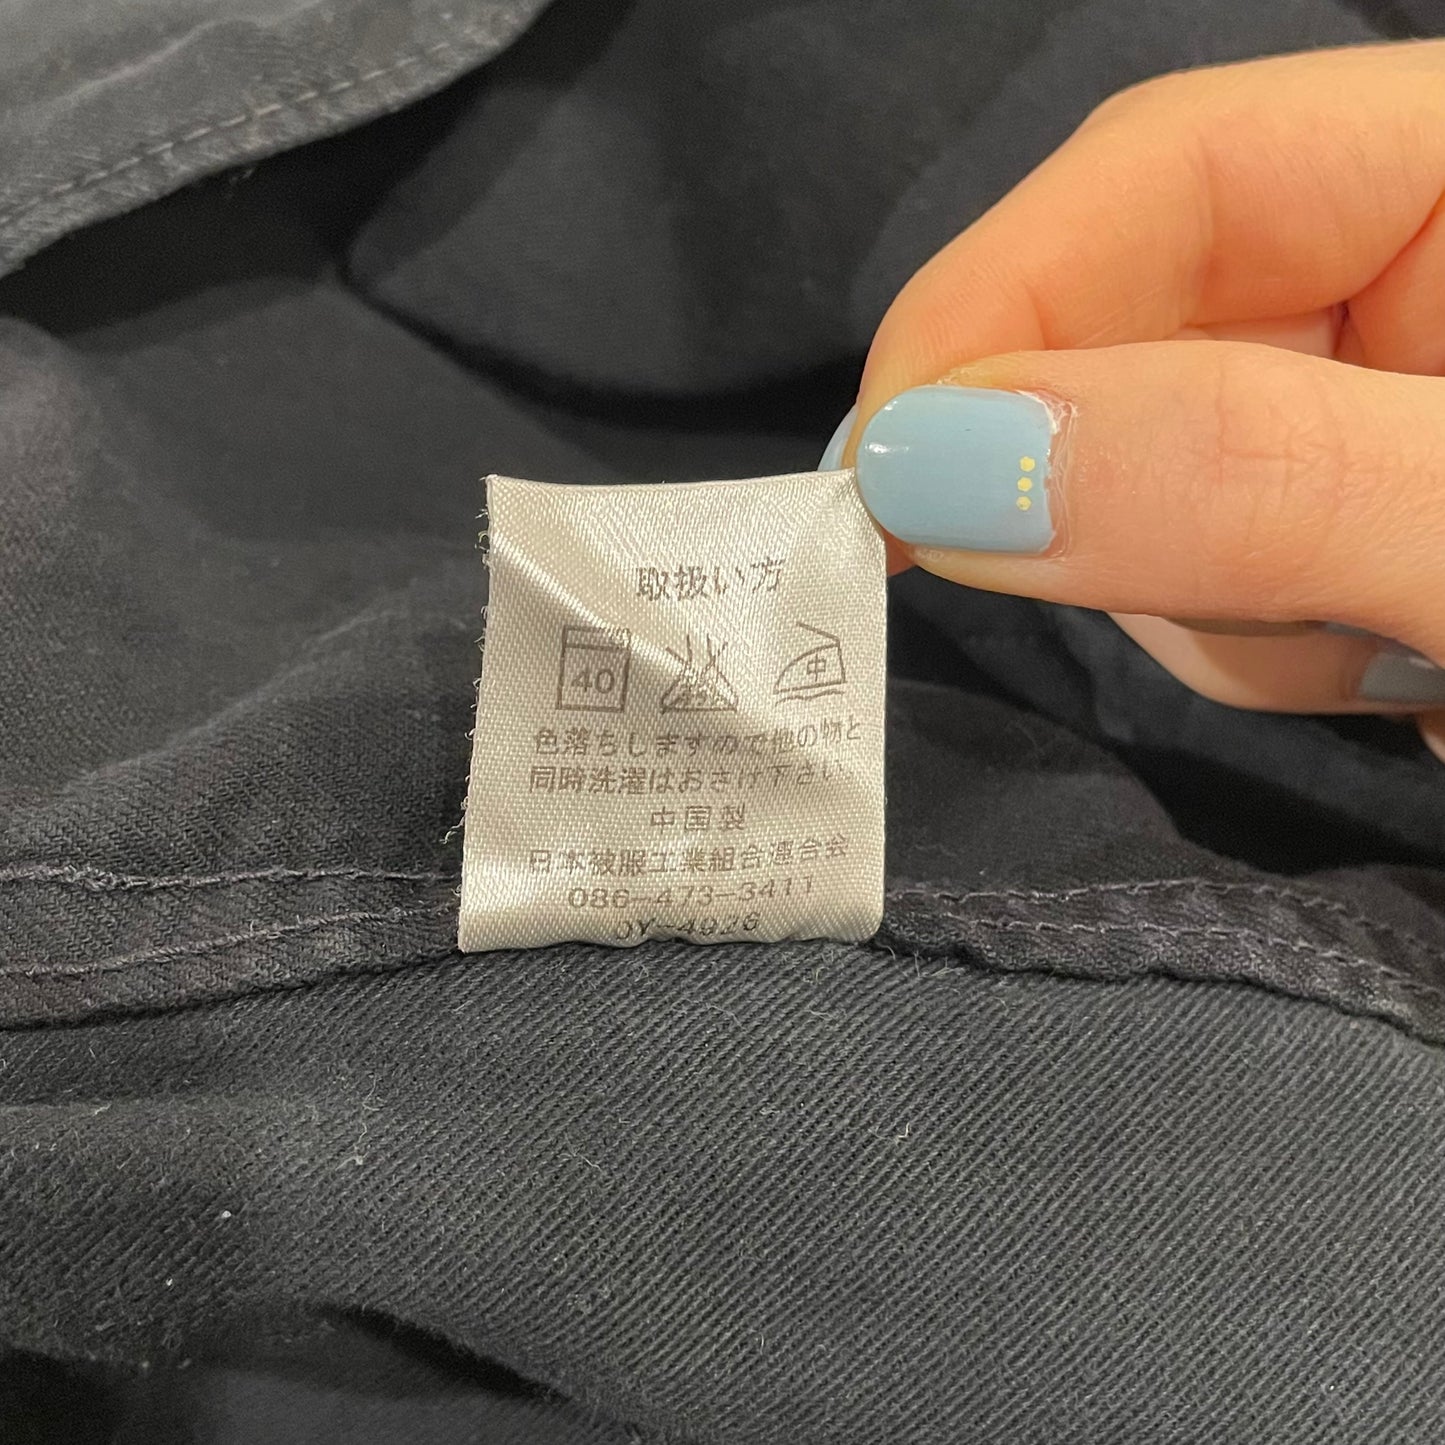 取扱い方
40 中
色落ちしますので他の物と
同時洗濯はおさけ下さい
中国製
日本被服工業組合連合会
086-473-3411
DY-4926